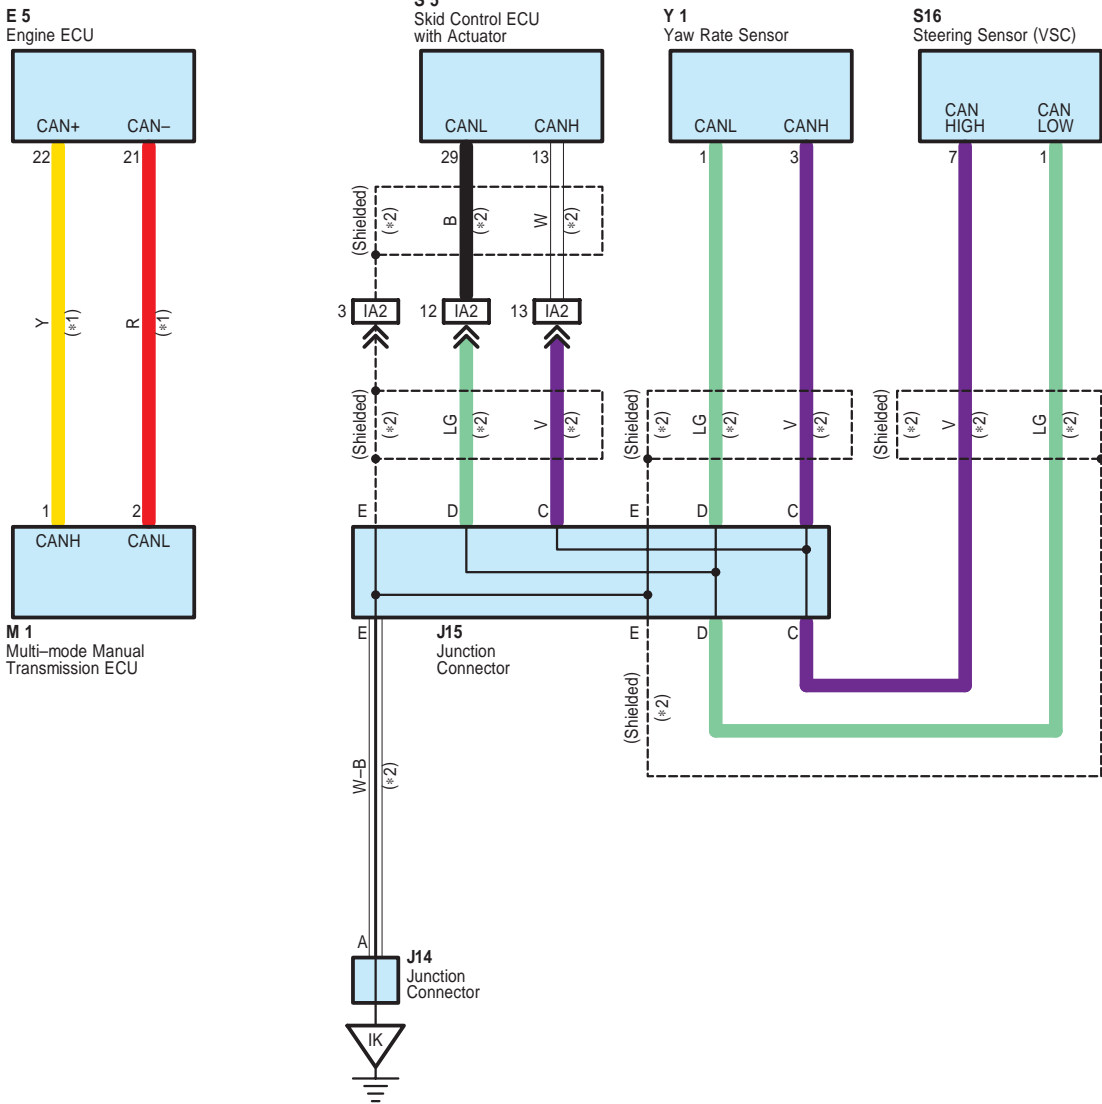 E 5
Engine ECU
S 5
Skid Control ECU
with Actuator
Y 1
Yaw Rate Sensor
S16
Steering Sensor (VSC)
CAN+
CAN–
CANL
CANH
CANL
CANH
CAN
HIGH
CAN
LOW
22
21
29
13
1
3
7
1
(Shielded)
(*2)
B
(*2)
W
(*2)
3
IA2
12
IA2
13
IA2
Y
(*1)
R
(*1)
(Shielded)
(*2)
LG
(*2)
V
(*2)
(Shielded)
(*2)
LG
(*2)
V
(*2)
(Shielded)
(*2)
V
(*2)
LG
(*2)
1
2
E
D
C
E
D
C
CANH
CANL
M 1
Multi–mode Manual
Transmission ECU
E
J15
Junction
Connector
E
D
C
(Shielded)
(*2)
W–B
(*2)
A
J14
Junction
Connector
IK